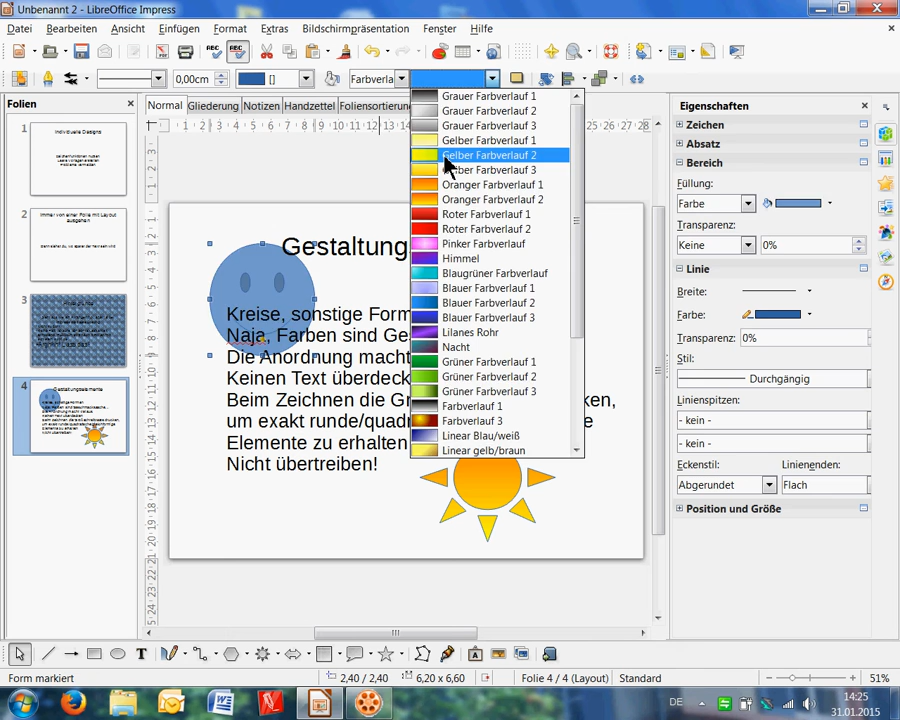 Unbenannt 2 - LibreOffice Impress
Datei Bearbeiten Ansicht Einfügen Format Extras Bildschirmpräsentation Fenster Hilfe
0,00cm [] Farbverla
Folien
Normal Gliederung Notizen Handzettel Foliensortierung
Eigenschaften
Grauer Farbverlauf 1
Grauer Farbverlauf 2
Grauer Farbverlauf 3
Gelber Farbverlauf 1
Gelber Farbverlauf 2
Gelber Farbverlauf 3
Oranger Farbverlauf 1
Oranger Farbverlauf 2
Roter Farbverlauf 1
Roter Farbverlauf 2
Pinker Farbverlauf
Himmel
Blaugrüner Farbverlauf
Blauer Farbverlauf 1
Blauer Farbverlauf 2
Blauer Farbverlauf 3
Lilanes Rohr
Nacht
Grüner Farbverlauf 1
Grüner Farbverlauf 2
Grüner Farbverlauf 3
Farbverlauf 1
Farbverlauf 3
Linear Blau/weiß
Linear gelb/braun
1
Individuelle Designs
2
Immer von einer Folie mit Layout
ausgehen
3
4
Gestaltungselemente
Gestaltung
Kreise, sonstige Form
Naja, Farben sind Ge
Die Anordnung macht
Keinen Text überdeck
Beim Zeichnen die Gr ken,
um exakt runde/quad e
Elemente zu erhalten
Nicht übertreiben!
Zeichen
Absatz
Bereich
Füllung:
Farbe
Transparenz:
Keine 0%
Linie
Breite:
Farbe:
Transparenz: 0%
Stil:
Durchgängig
Linienspitzen:
- kein -
- kein -
Eckenstil: Linienenden:
Abgerundet Flach
Position und Größe
Form markiert 2,40 / 2,40 6,20 x 6,60 Folie 4 / 4 (Layout) Standard 51%
DE 14:25
31.01.2015